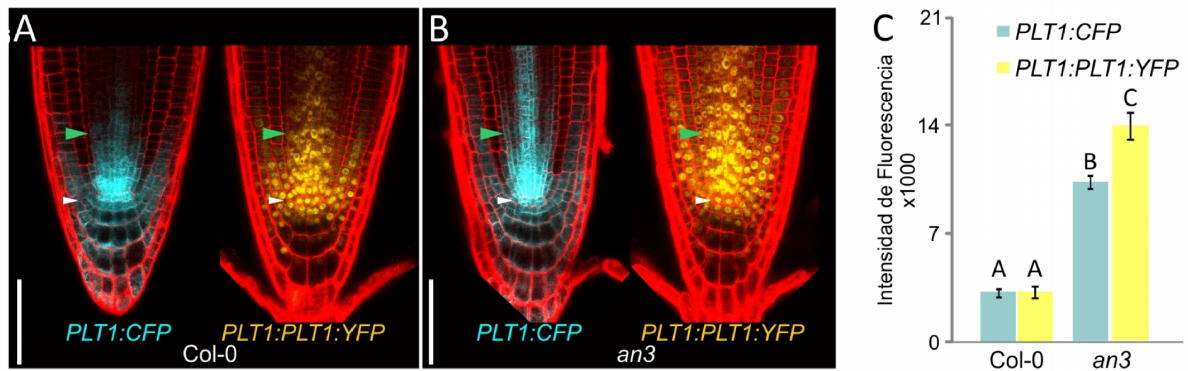 A
PLT1:CFP
PLT1:PLT1:YFP
Col-0
B
PLT1:CFP
PLT1:PLT1:YFP
an3
C
PLT1:CFP
PLT1:PLT1:YFP
Intensidad de Fluorescencia
x1000
21
14
7
0
A
A
B
C
Col-0
an3